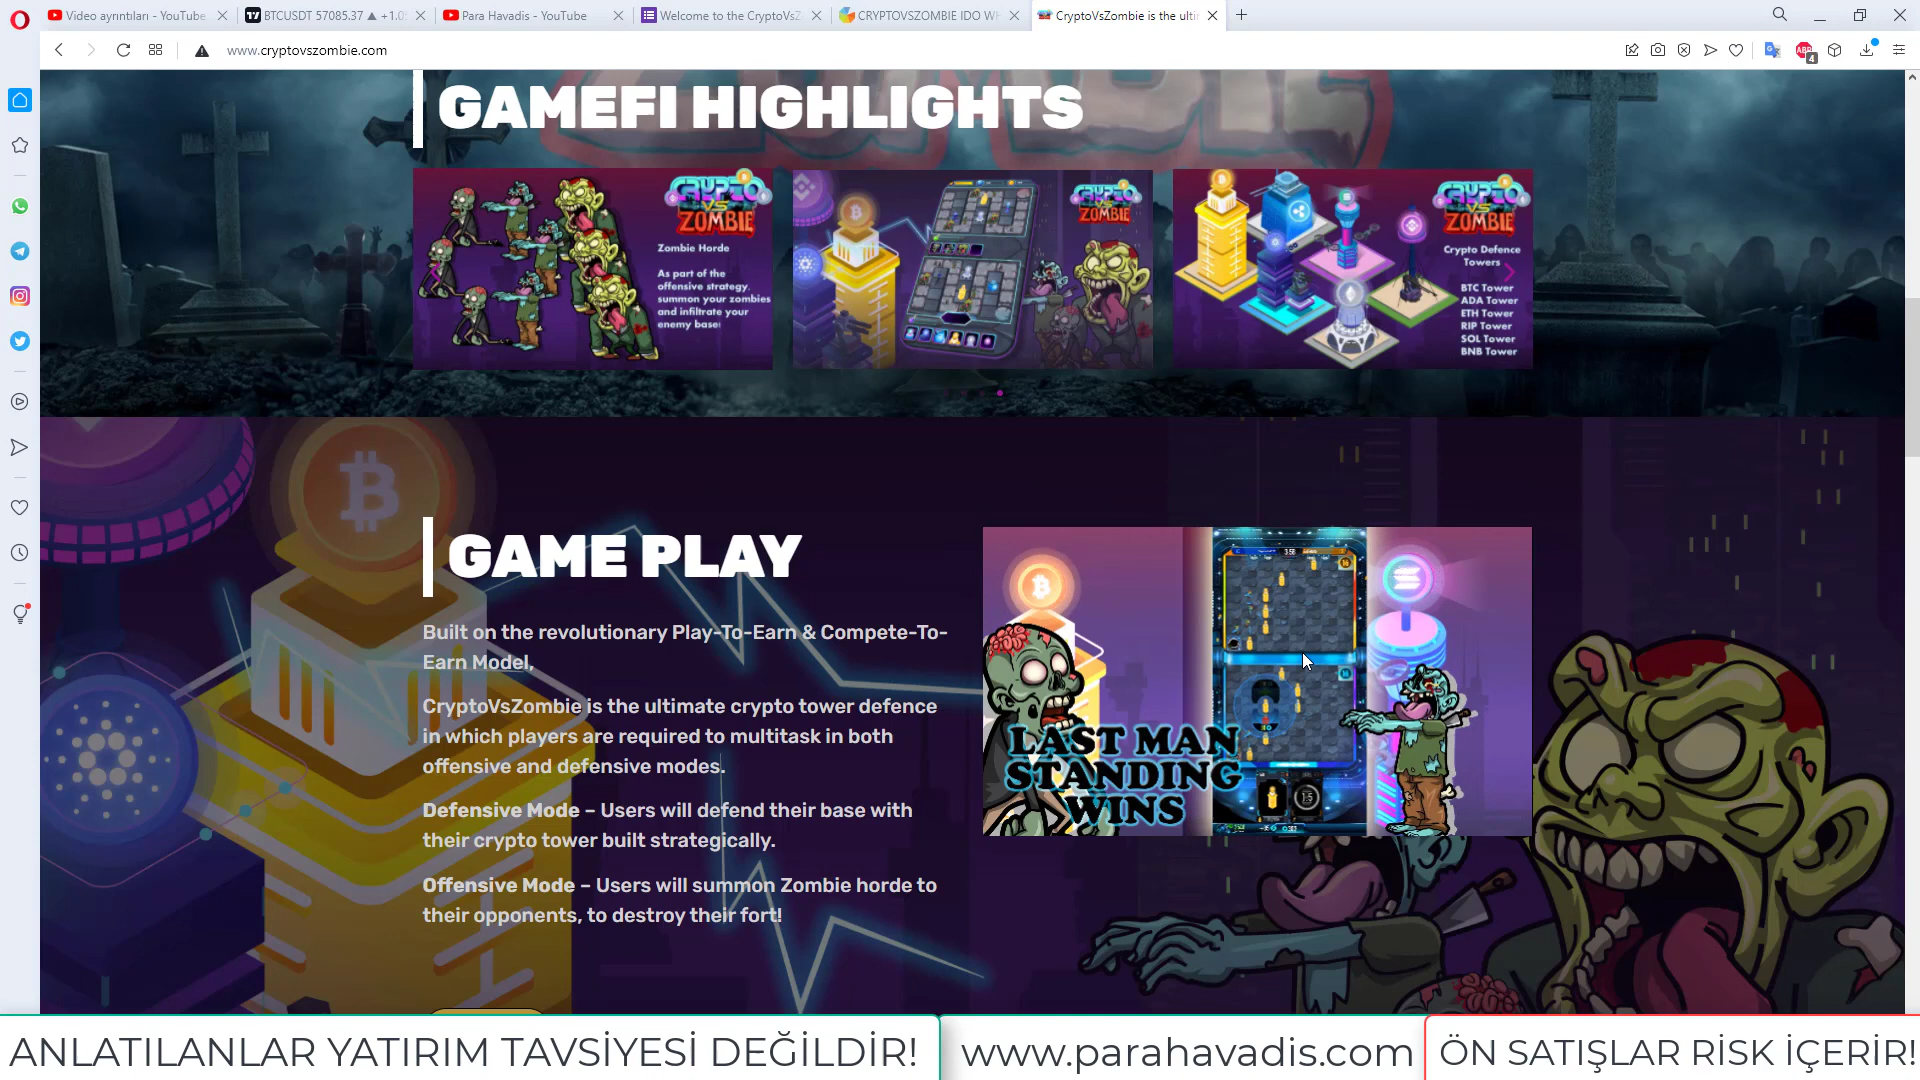 Video ayrıntıları - YouTube
BTCUSDT 57085.37 ▲ +1.0
Para Havadis - YouTube
Welcome to the CryptoVsZ
CRYPTOVSZOMBIE IDO WH
CryptoVsZombie is the ulti
www.cryptovszombie.com
ABP
4
GAMEFI HIGHLIGHTS
CRYPTO
VS
ZOMBIE
Zombie Horde
As part of the
offensive strategy,
summon your zombies
and infiltrate your
enemy base!
CRYPTO
VS
ZOMBIE
CRYPTO
VS
ZOMBIE
Crypto Defence
Towers
BTC Tower
ADA Tower
ETH Tower
RIP Tower
SOL Tower
BNB Tower
GAME PLAY
Built on the revolutionary Play-To-Earn & Compete-To-
Earn Model,
CryptoVsZombie is the ultimate crypto tower defence
in which players are required to multitask in both
offensive and defensive modes.
Defensive Mode – Users will defend their base with
their crypto tower built strategically.
Offensive Mode – Users will summon Zombie horde to
their opponents, to destroy their fort!
3:58
LAST MAN
STANDING
WINS
ANLATILANLAR YATIRIM TAVSİYESİ DEĞİLDİR!
www.parahavadis.com
ÖN SATIŞLAR RİSK İÇERİR!